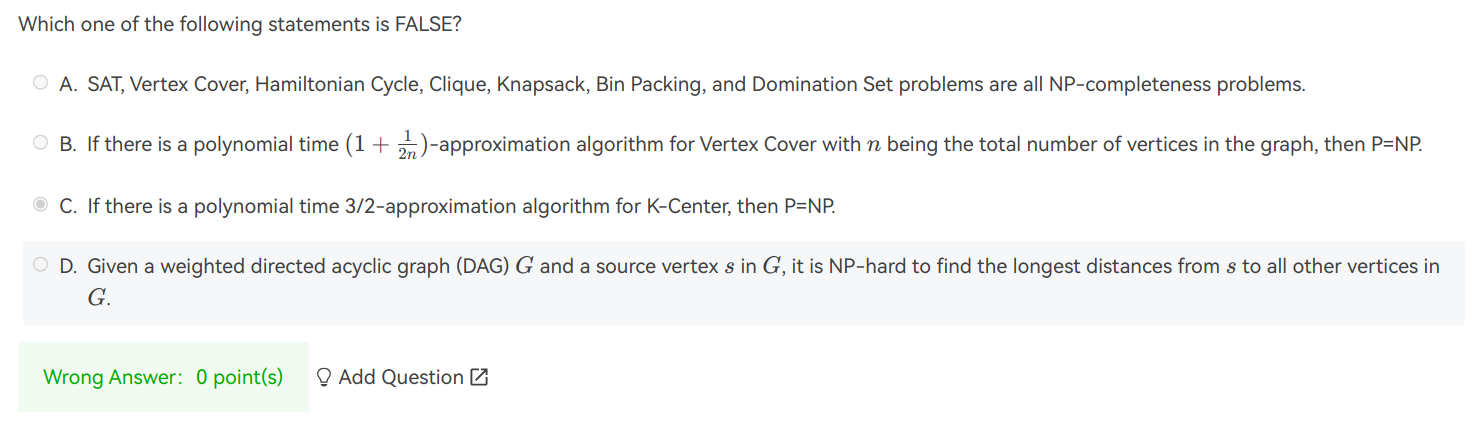 Which one of the following statements is FALSE?
A. SAT, Vertex Cover, Hamiltonian Cycle, Clique, Knapsack, Bin Packing, and Domination Set problems are all NP-completeness problems.
B. If there is a polynomial time $(1 + \frac{1}{2n})$-approximation algorithm for Vertex Cover with $n$ being the total number of vertices in the graph, then P=NP.
C. If there is a polynomial time 3/2-approximation algorithm for K-Center, then P=NP.
D. Given a weighted directed acyclic graph (DAG) $G$ and a source vertex $s$ in $G$, it is NP-hard to find the longest distances from $s$ to all other vertices in
$G$.
Wrong Answer: 0 point(s) Add Question